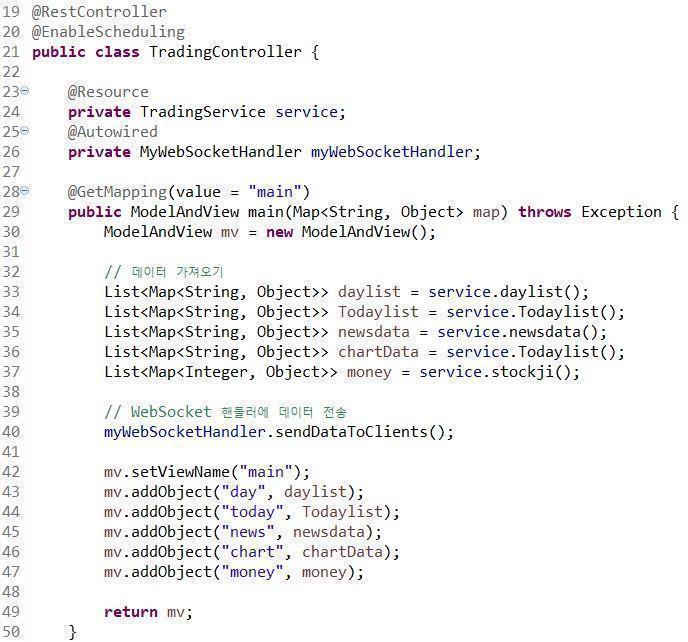 19 @RestController
20 @EnableScheduling
21 public class TradingController {
22
23 @Resource
24 private TradingService service;
25 @Autowired
26 private MyWebSocketHandler myWebSocketHandler;
27
28 @GetMapping(value = "main")
29 public ModelAndView main(Map<String, Object> map) throws Exception {
30 ModelAndView mv = new ModelAndView();
31
32 // 데이터 가져오기
33 List<Map<String, Object>> daylist = service.daylist();
34 List<Map<String, Object>> Todaylist = service.Todaylist();
35 List<Map<String, Object>> newsdata = service.newsdata();
36 List<Map<String, Object>> chartData = service.Todaylist();
37 List<Map<Integer, Object>> money = service.stockji();
38
39 // WebSocket 핸들러에 데이터 전송
40 myWebSocketHandler.sendDataToClients();
41
42 mv.setViewName("main");
43 mv.addObject("day", daylist);
44 mv.addObject("today", Todaylist);
45 mv.addObject("news", newsdata);
46 mv.addObject("chart", chartData);
47 mv.addObject("money", money);
48
49 return mv;
50 }